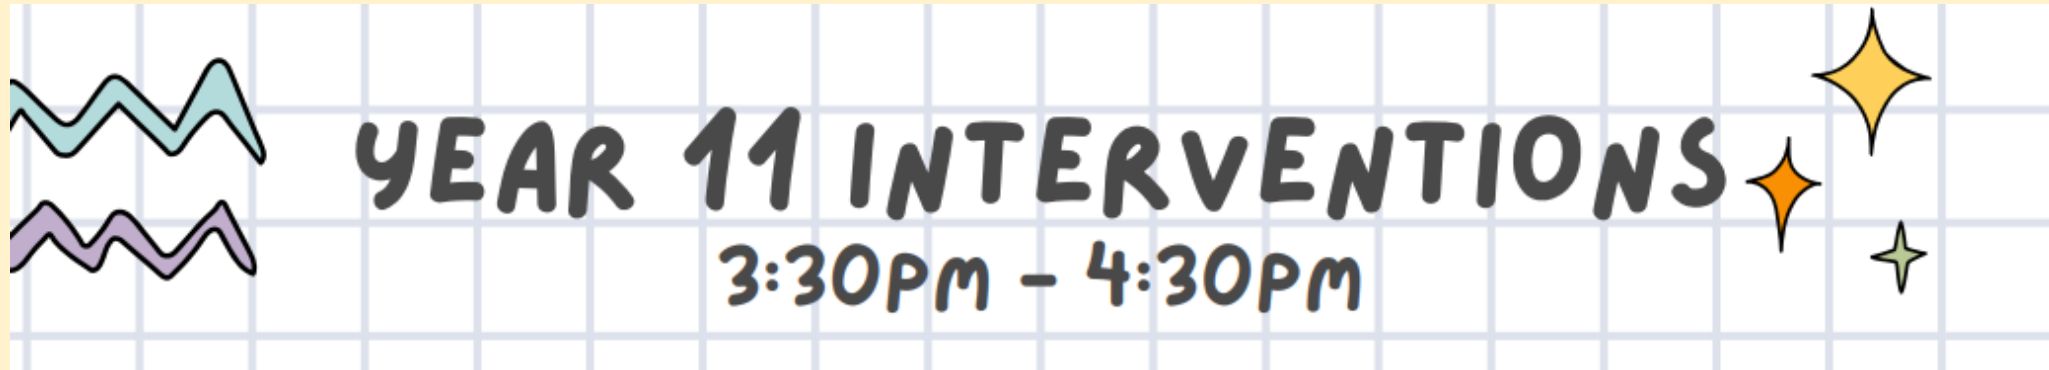 YEAR 11 INTERVENTIONS
3:30PM - 4:30PM